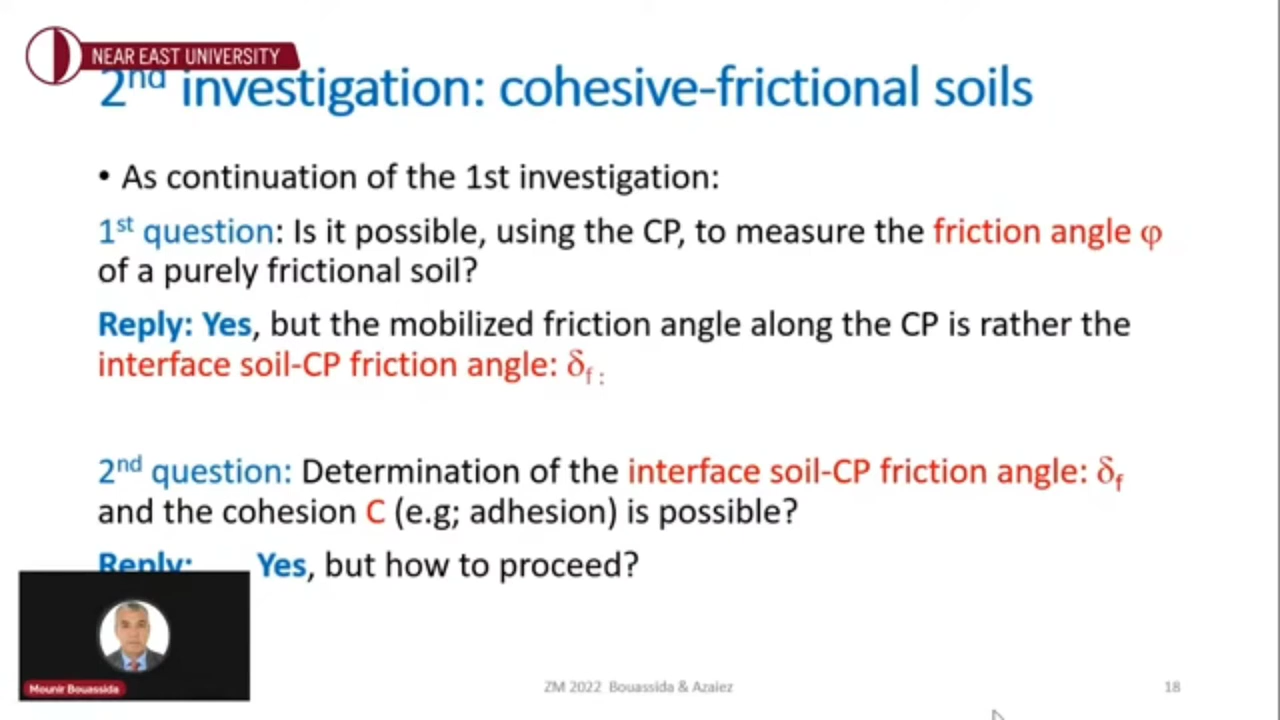 NEAR EAST UNIVERSITY
2nd investigation: cohesive-frictional soils
• As continuation of the 1st investigation:
1st question: Is it possible, using the CP, to measure the friction angle φ
of a purely frictional soil?
Reply: Yes, but the mobilized friction angle along the CP is rather the
interface soil-CP friction angle: δf :
2nd question: Determination of the interface soil-CP friction angle: δf
and the cohesion C (e.g; adhesion) is possible?
Reply: Yes, but how to proceed?
Mounir Bouassida
ZM 2022 Bouassida & Azaiez
18